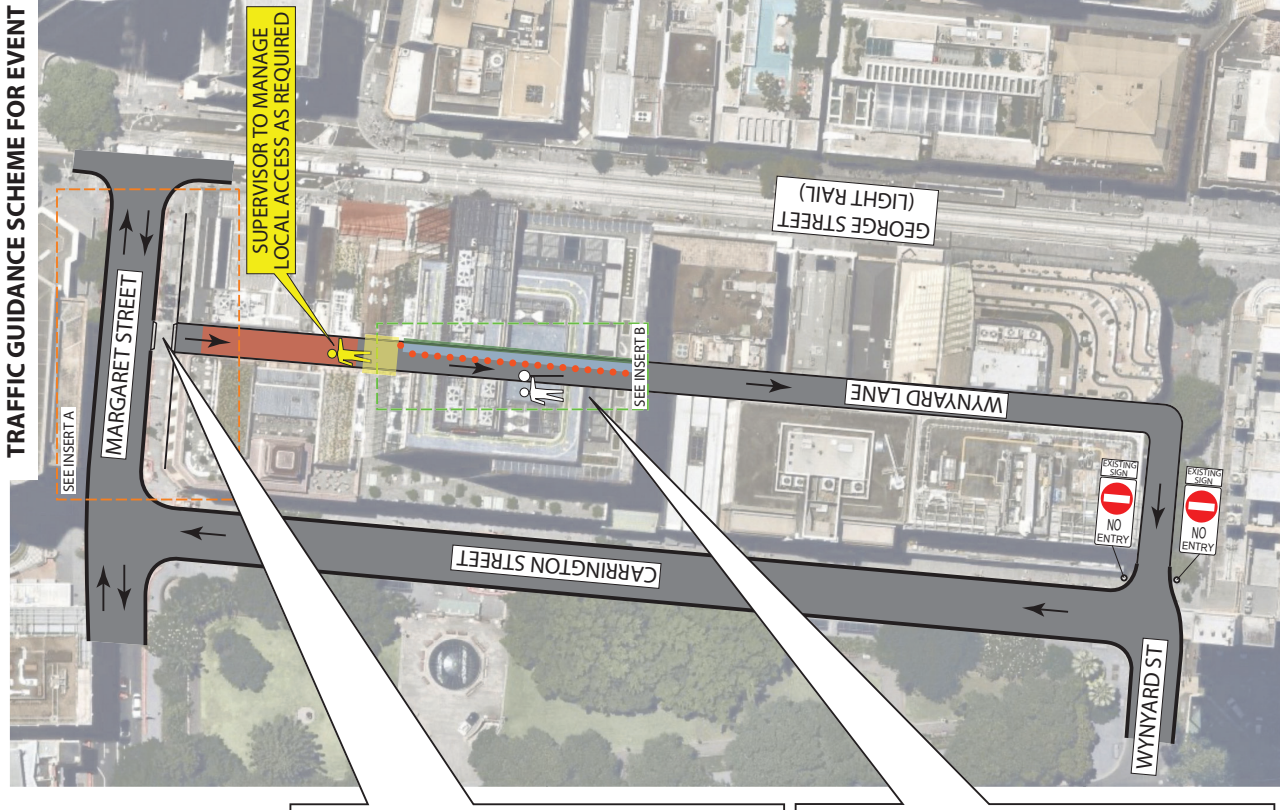 TRAFFIC GUIDANCE SCHEME FOR EVENT
SUPERVISOR TO MANAGE
LOCAL ACCESS AS REQUIRED
SEE INSERT A
MARGARET STREET
GEORGE STREET
(LIGHT RAIL)
SEE INSERT B
WYNYARD LANE
CARRINGTON STREET
EXISTING
SIGN
NO
ENTRY
EXISTING
SIGN
NO
ENTRY
WYNYARD ST